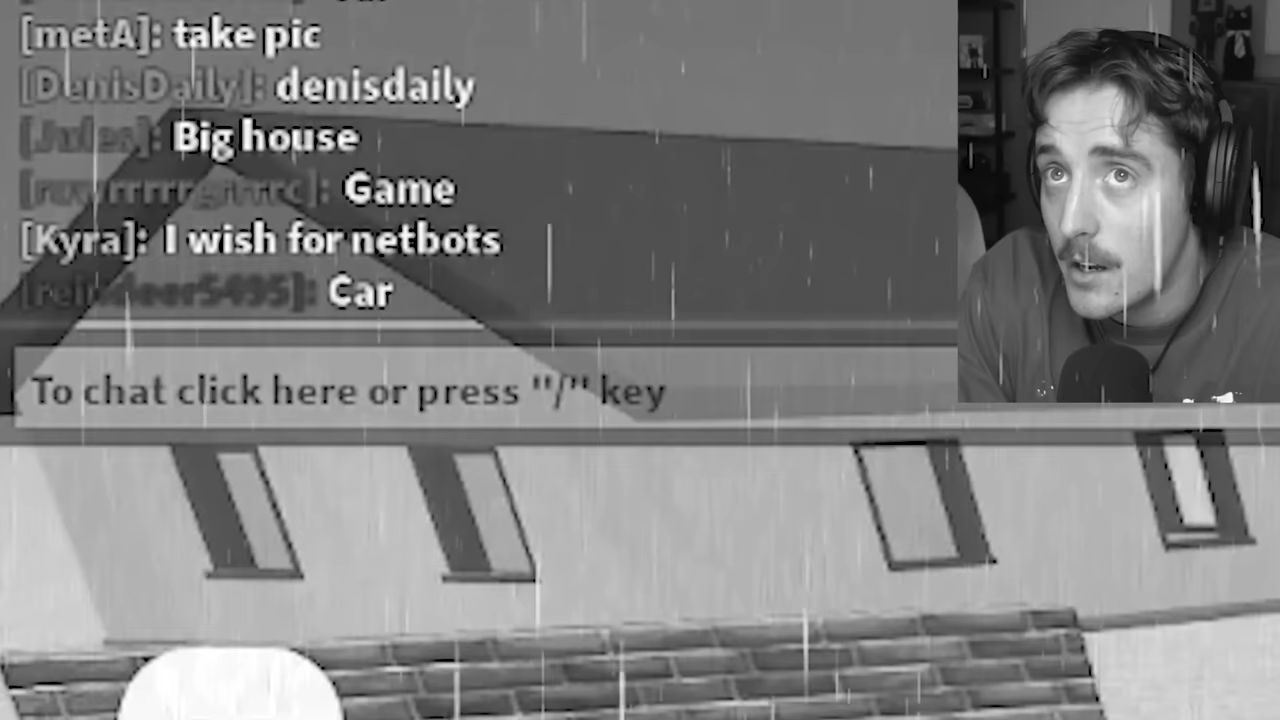 [metA]: take pic
[DenisDaily]: denisdaily
[Jules]: Big house
Game
[Kyra]: I wish for netbots
[reindeer5495]: Car
To chat click here or press "/" key